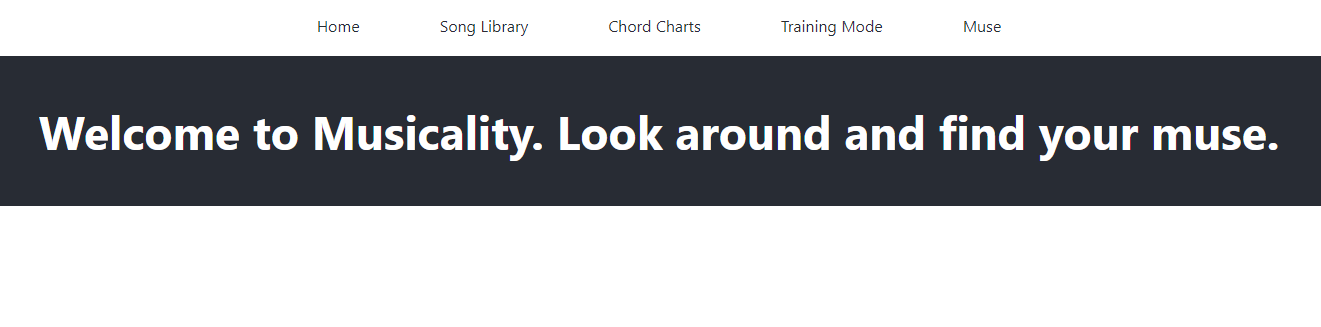 Home Song Library Chord Charts Training Mode Muse
Welcome to Musicality. Look around and find your muse.